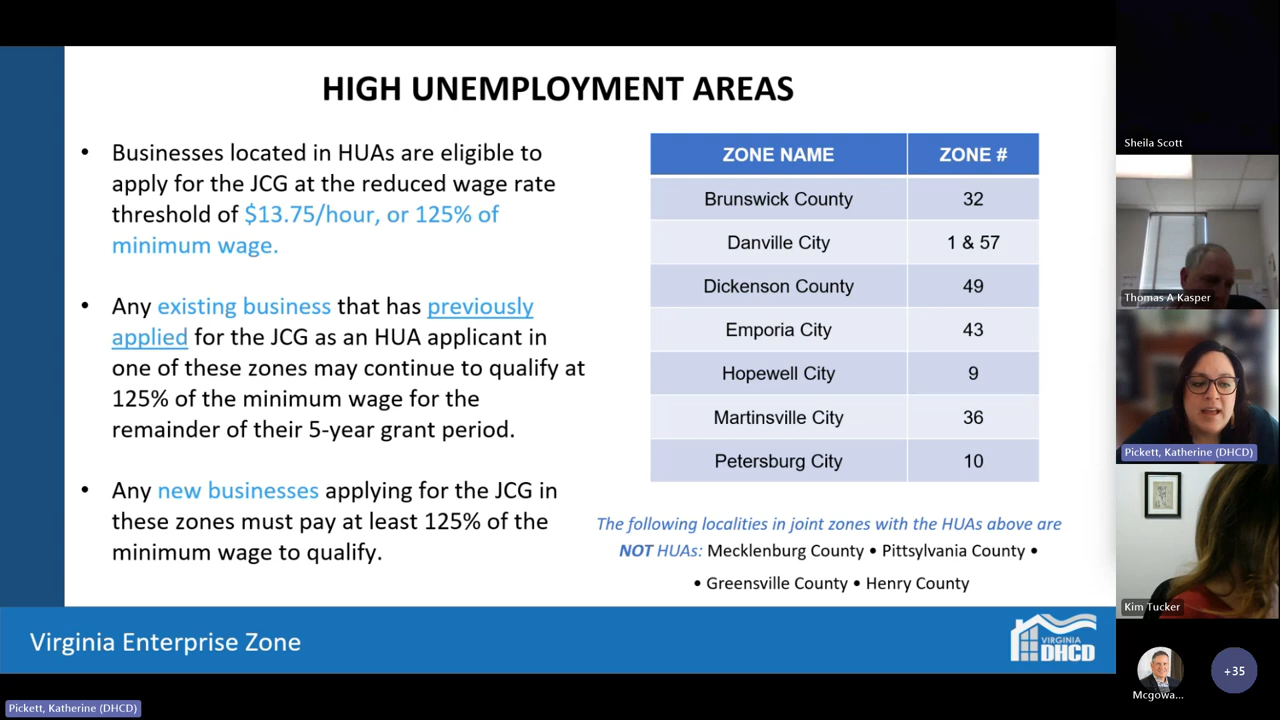 HIGH UNEMPLOYMENT AREAS
• Businesses located in HUAs are eligible to
apply for the JCG at the reduced wage rate
threshold of $13.75/hour, or 125% of
minimum wage.
• Any existing business that has previously
applied for the JCG as an HUA applicant in
one of these zones may continue to qualify at
125% of the minimum wage for the
remainder of their 5-year grant period.
• Any new businesses applying for the JCG in
these zones must pay at least 125% of the
minimum wage to qualify.
ZONE NAME ZONE #
Brunswick County 32
Danville City 1 & 57
Dickenson County 49
Emporia City 43
Hopewell City 9
Martinsville City 36
Petersburg City 10
The following localities in joint zones with the HUAs above are
NOT HUAs: Mecklenburg County • Pittsylvania County •
• Greensville County • Henry County
Virginia Enterprise Zone
VIRGINIA
DHCD
Sheila Scott
Thomas A Kasper
Pickett, Katherine (DHCD)
Kim Tucker
Mcgowa...
+35
Pickett, Katherine (DHCD)